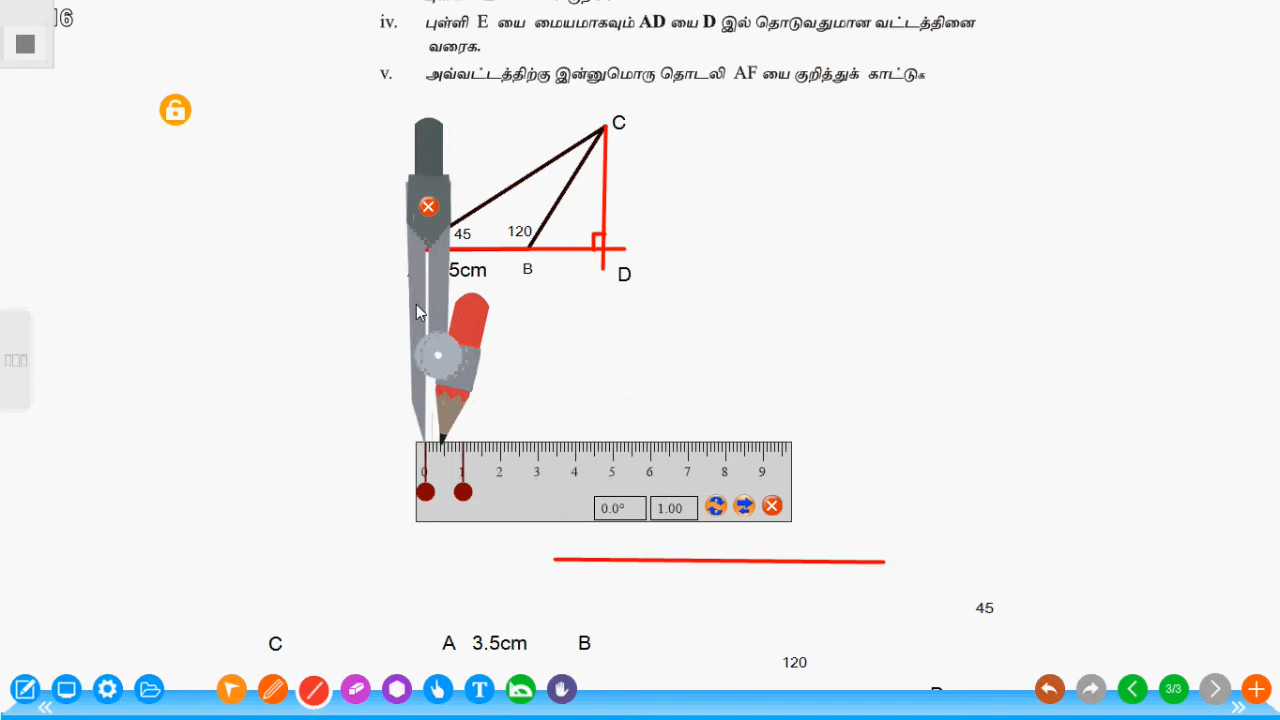 16
iv. புள்ளி E யை மையமாகவும் AD யை D இல் தொடுவதுமான வட்டத்தினை
வரைக.
v. அவ்வட்டத்திற்கு இன்னுமொரு தொடலி AF யை குறித்துக் காட்டுக
C
45
120
5cm
B
D
0 1 2 3 4 5 6 7 8 9
0.0° 1.00
45
C
A 3.5cm B
120
3/3